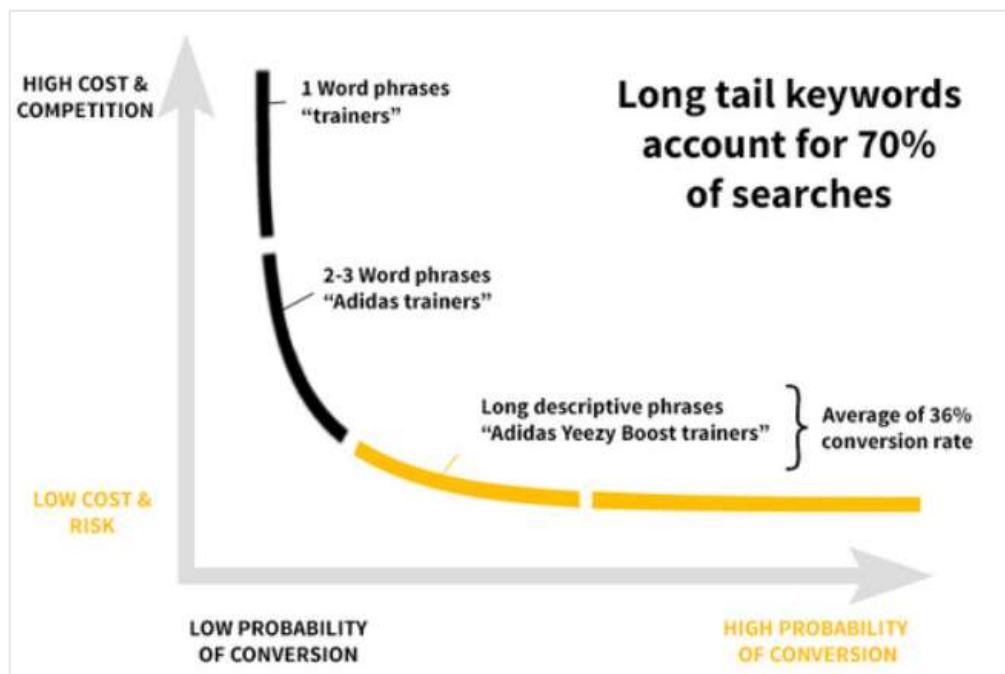 HIGH COST &
COMPETITION
1 Word phrases
“trainers”
Long tail keywords
account for 70%
of searches
2-3 Word phrases
“Adidas trainers”
Long descriptive phrases
“Adidas Yeezy Boost trainers”
Average of 36%
conversion rate
LOW COST &
RISK
LOW PROBABILITY
OF CONVERSION
HIGH PROBABILITY
OF CONVERSION